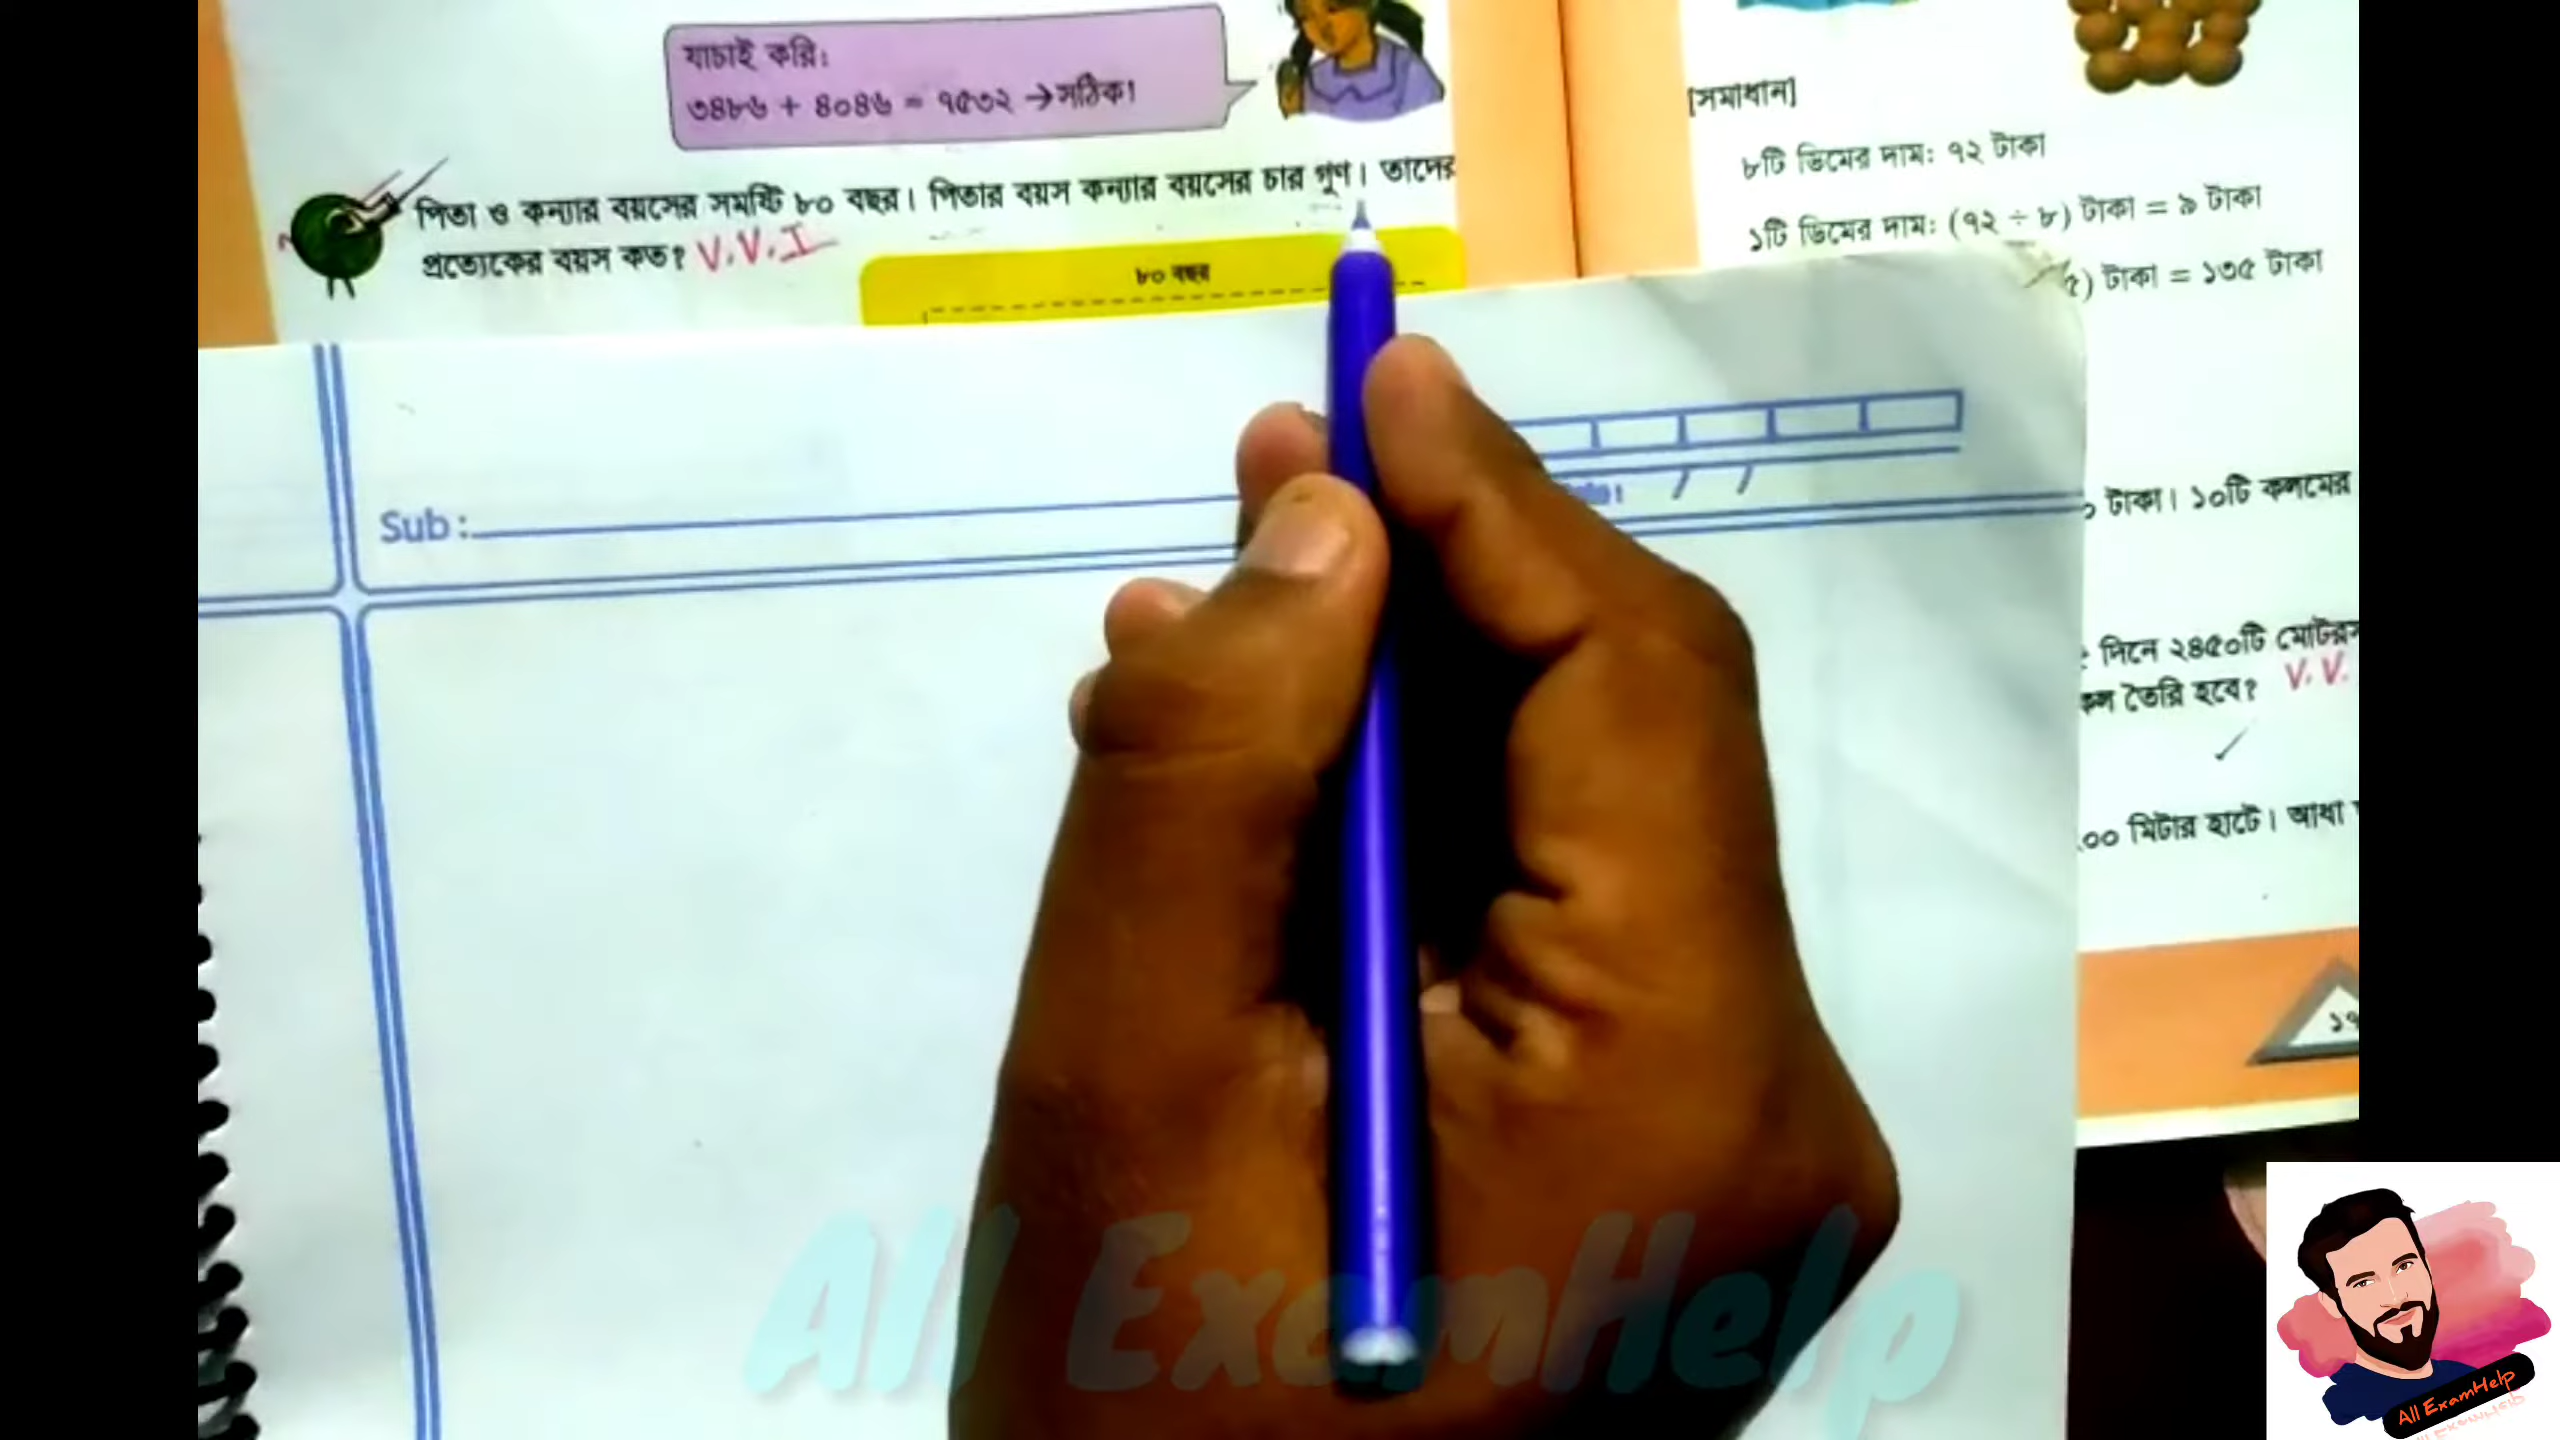 যাচাই করি:
৩৪৮৬ + ৪০৪৬ = ৭৫৩২ →সঠিক।
পিতা ও কন্যার বয়সের সমষ্টি ৮০ বছর। পিতার বয়স কন্যার বয়সের চার গুণ। তাদের
প্রত্যেকের বয়স কত? V.V.I
৮০ বছর
Sub :
[সমাধান]
৮টি ডিমের দাম: ৭২ টাকা
১টি ডিমের দাম: (৭২ ÷ ৮) টাকা = ৯ টাকা
) টাকা = ১৩৫ টাকা
টাকা। ১০টি কলমের
দিনে ২৪৫০টি
তৈরি হবে? V.V.
০০ মিটার হাটে। আধা
All ExamHelp
All ExamHelp